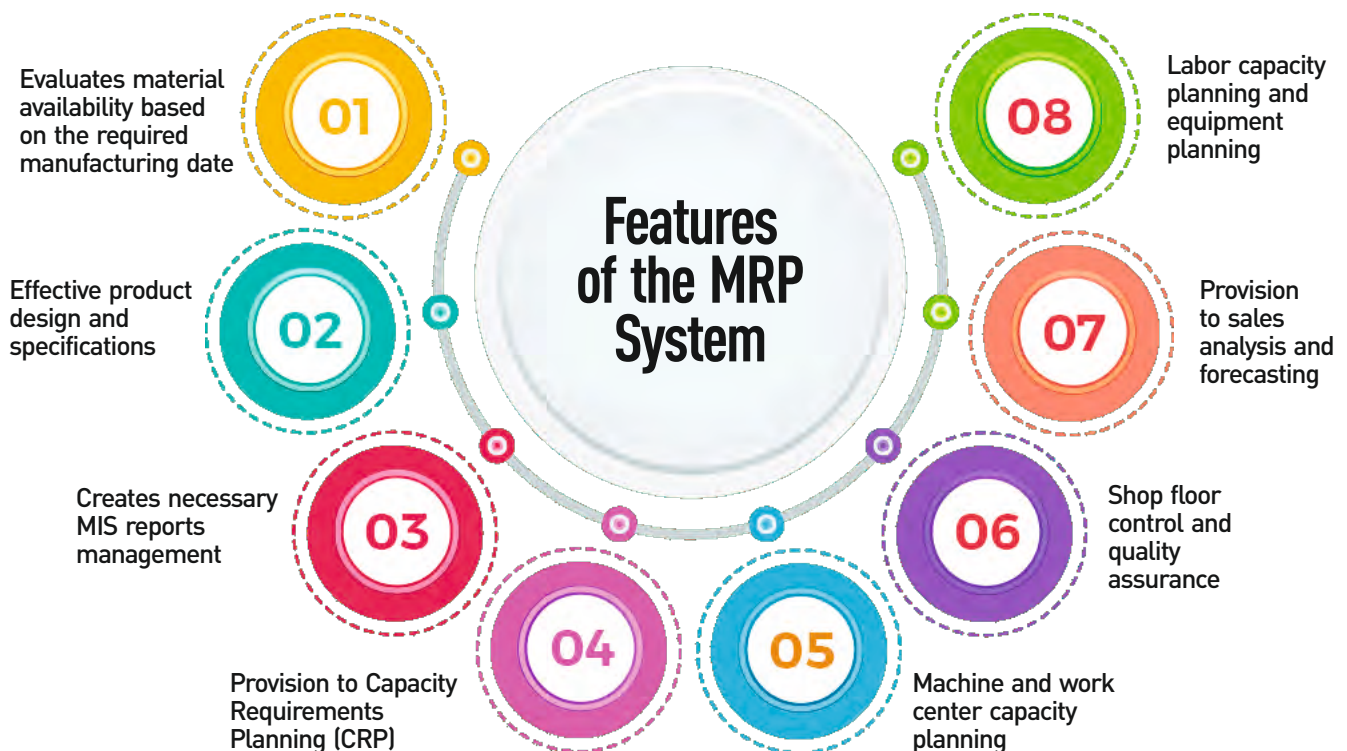 Features
of the MRP
System
01
Evaluates material
availability based
on the required
manufacturing date
02
Effective product
design and
specifications
03
Creates necessary
MIS reports
management
04
Provision to Capacity
Requirements
Planning (CRP)
05
Machine and work
center capacity
planning
06
Shop floor
control and
quality
assurance
07
Provision
to sales
analysis and
forecasting
08
Labor capacity
planning and
equipment
planning